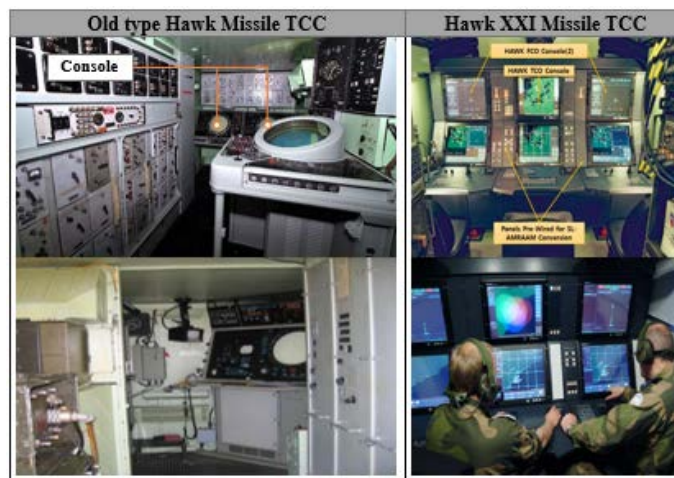 Old type Hawk Missile TCC
Hawk XXI Missile TCC
Console
HAWK FCO Console(2)
HAWK TCO Console
Panels Pre Wired for SL-
AMRAAM Conversion